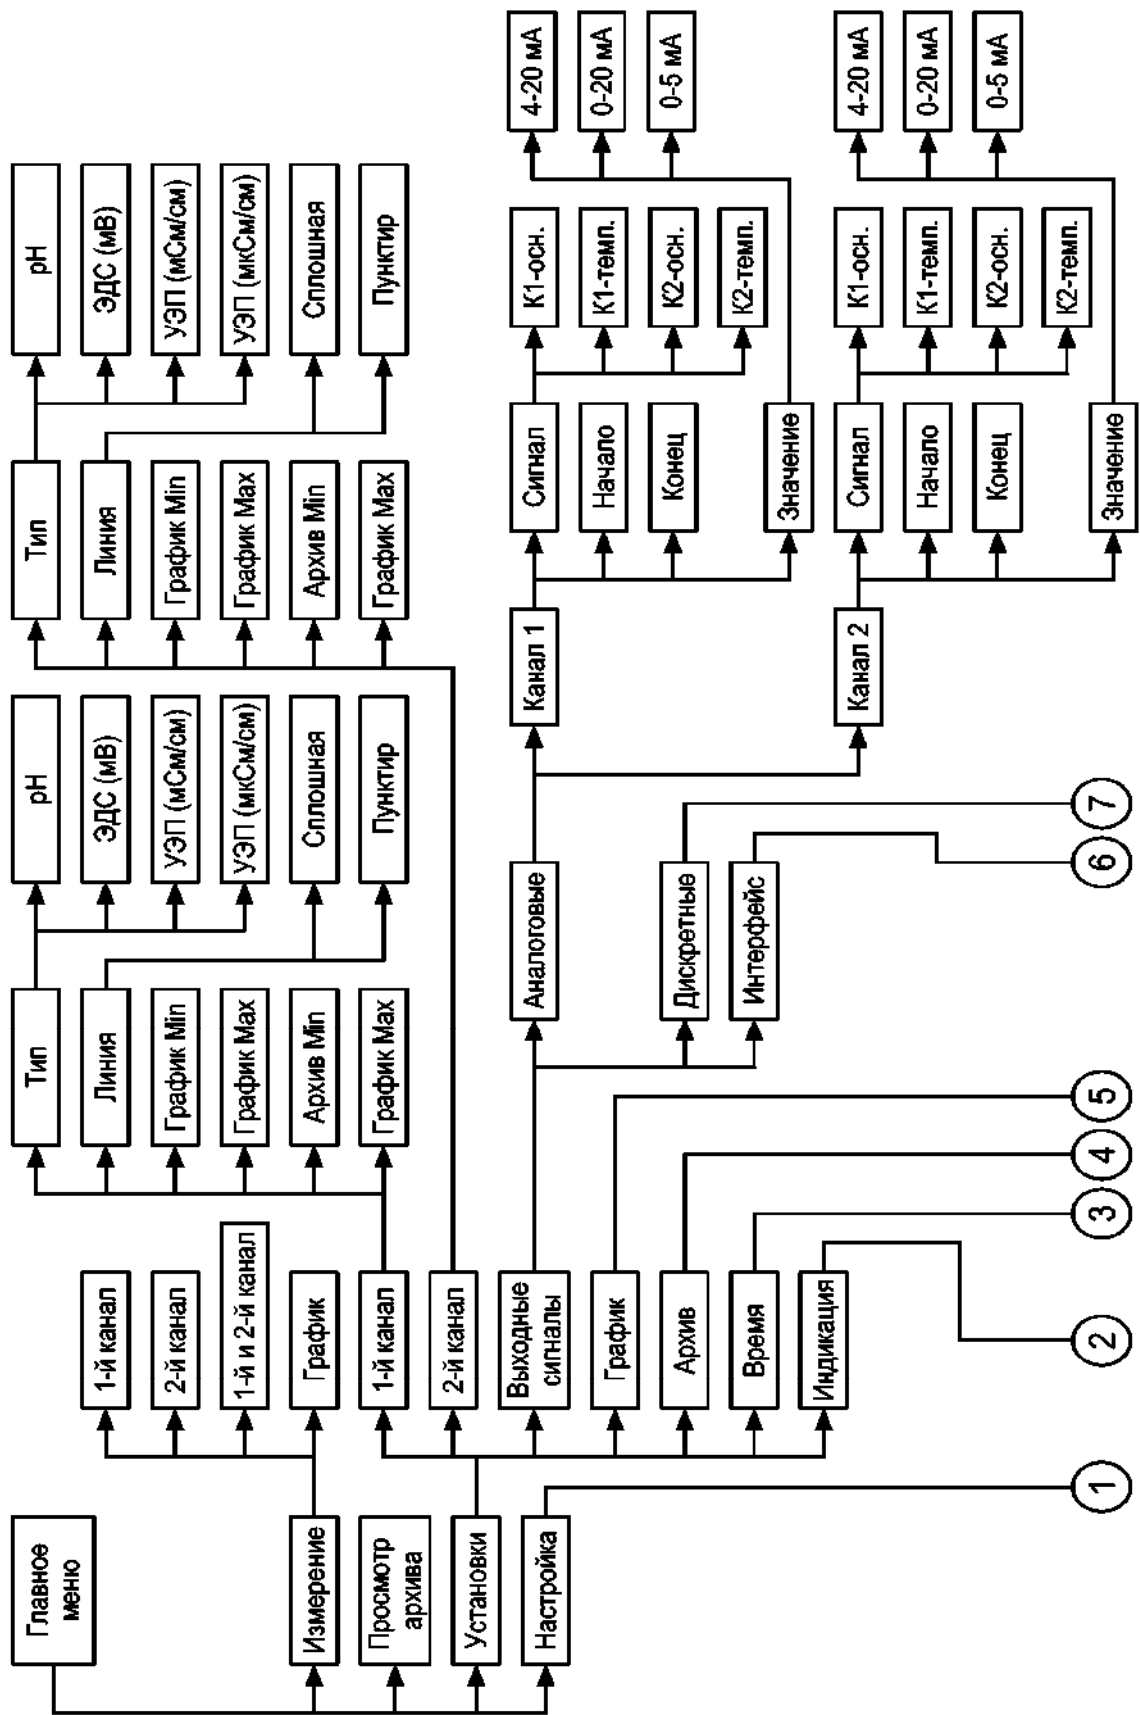 Главное
меню
Измерение
Просмотр
архива
Установки
Настройка
1-й канал
2-й канал
1-й и 2-й канал
График
1-й канал
2-й канал
Выходные
сигналы
График
Архив
Время
Индикация
Тип
Линия
График Min
График Max
Архив Min
График Max
pH
ЭДС (мВ)
УЭП (мСм/см)
УЭП (мкСм/см)
Сплошная
Пунктир
Тип
Линия
График Min
График Max
Архив Min
График Max
pH
ЭДС (мВ)
УЭП (мСм/см)
УЭП (мкСм/см)
Сплошная
Пунктир
Аналоговые
Дискретные
Интерфейс
Канал 1
Канал 2
Сигнал
Начало
Конец
Значение
К1-осн.
К1-темп.
К2-осн.
К2-темп.
4-20 мА
0-20 мА
0-5 мА
Сигнал
Начало
Конец
Значение
К1-осн.
К1-темп.
К2-осн.
К2-темп.
4-20 мА
0-20 мА
0-5 мА
1
2
3
4
5
6
7